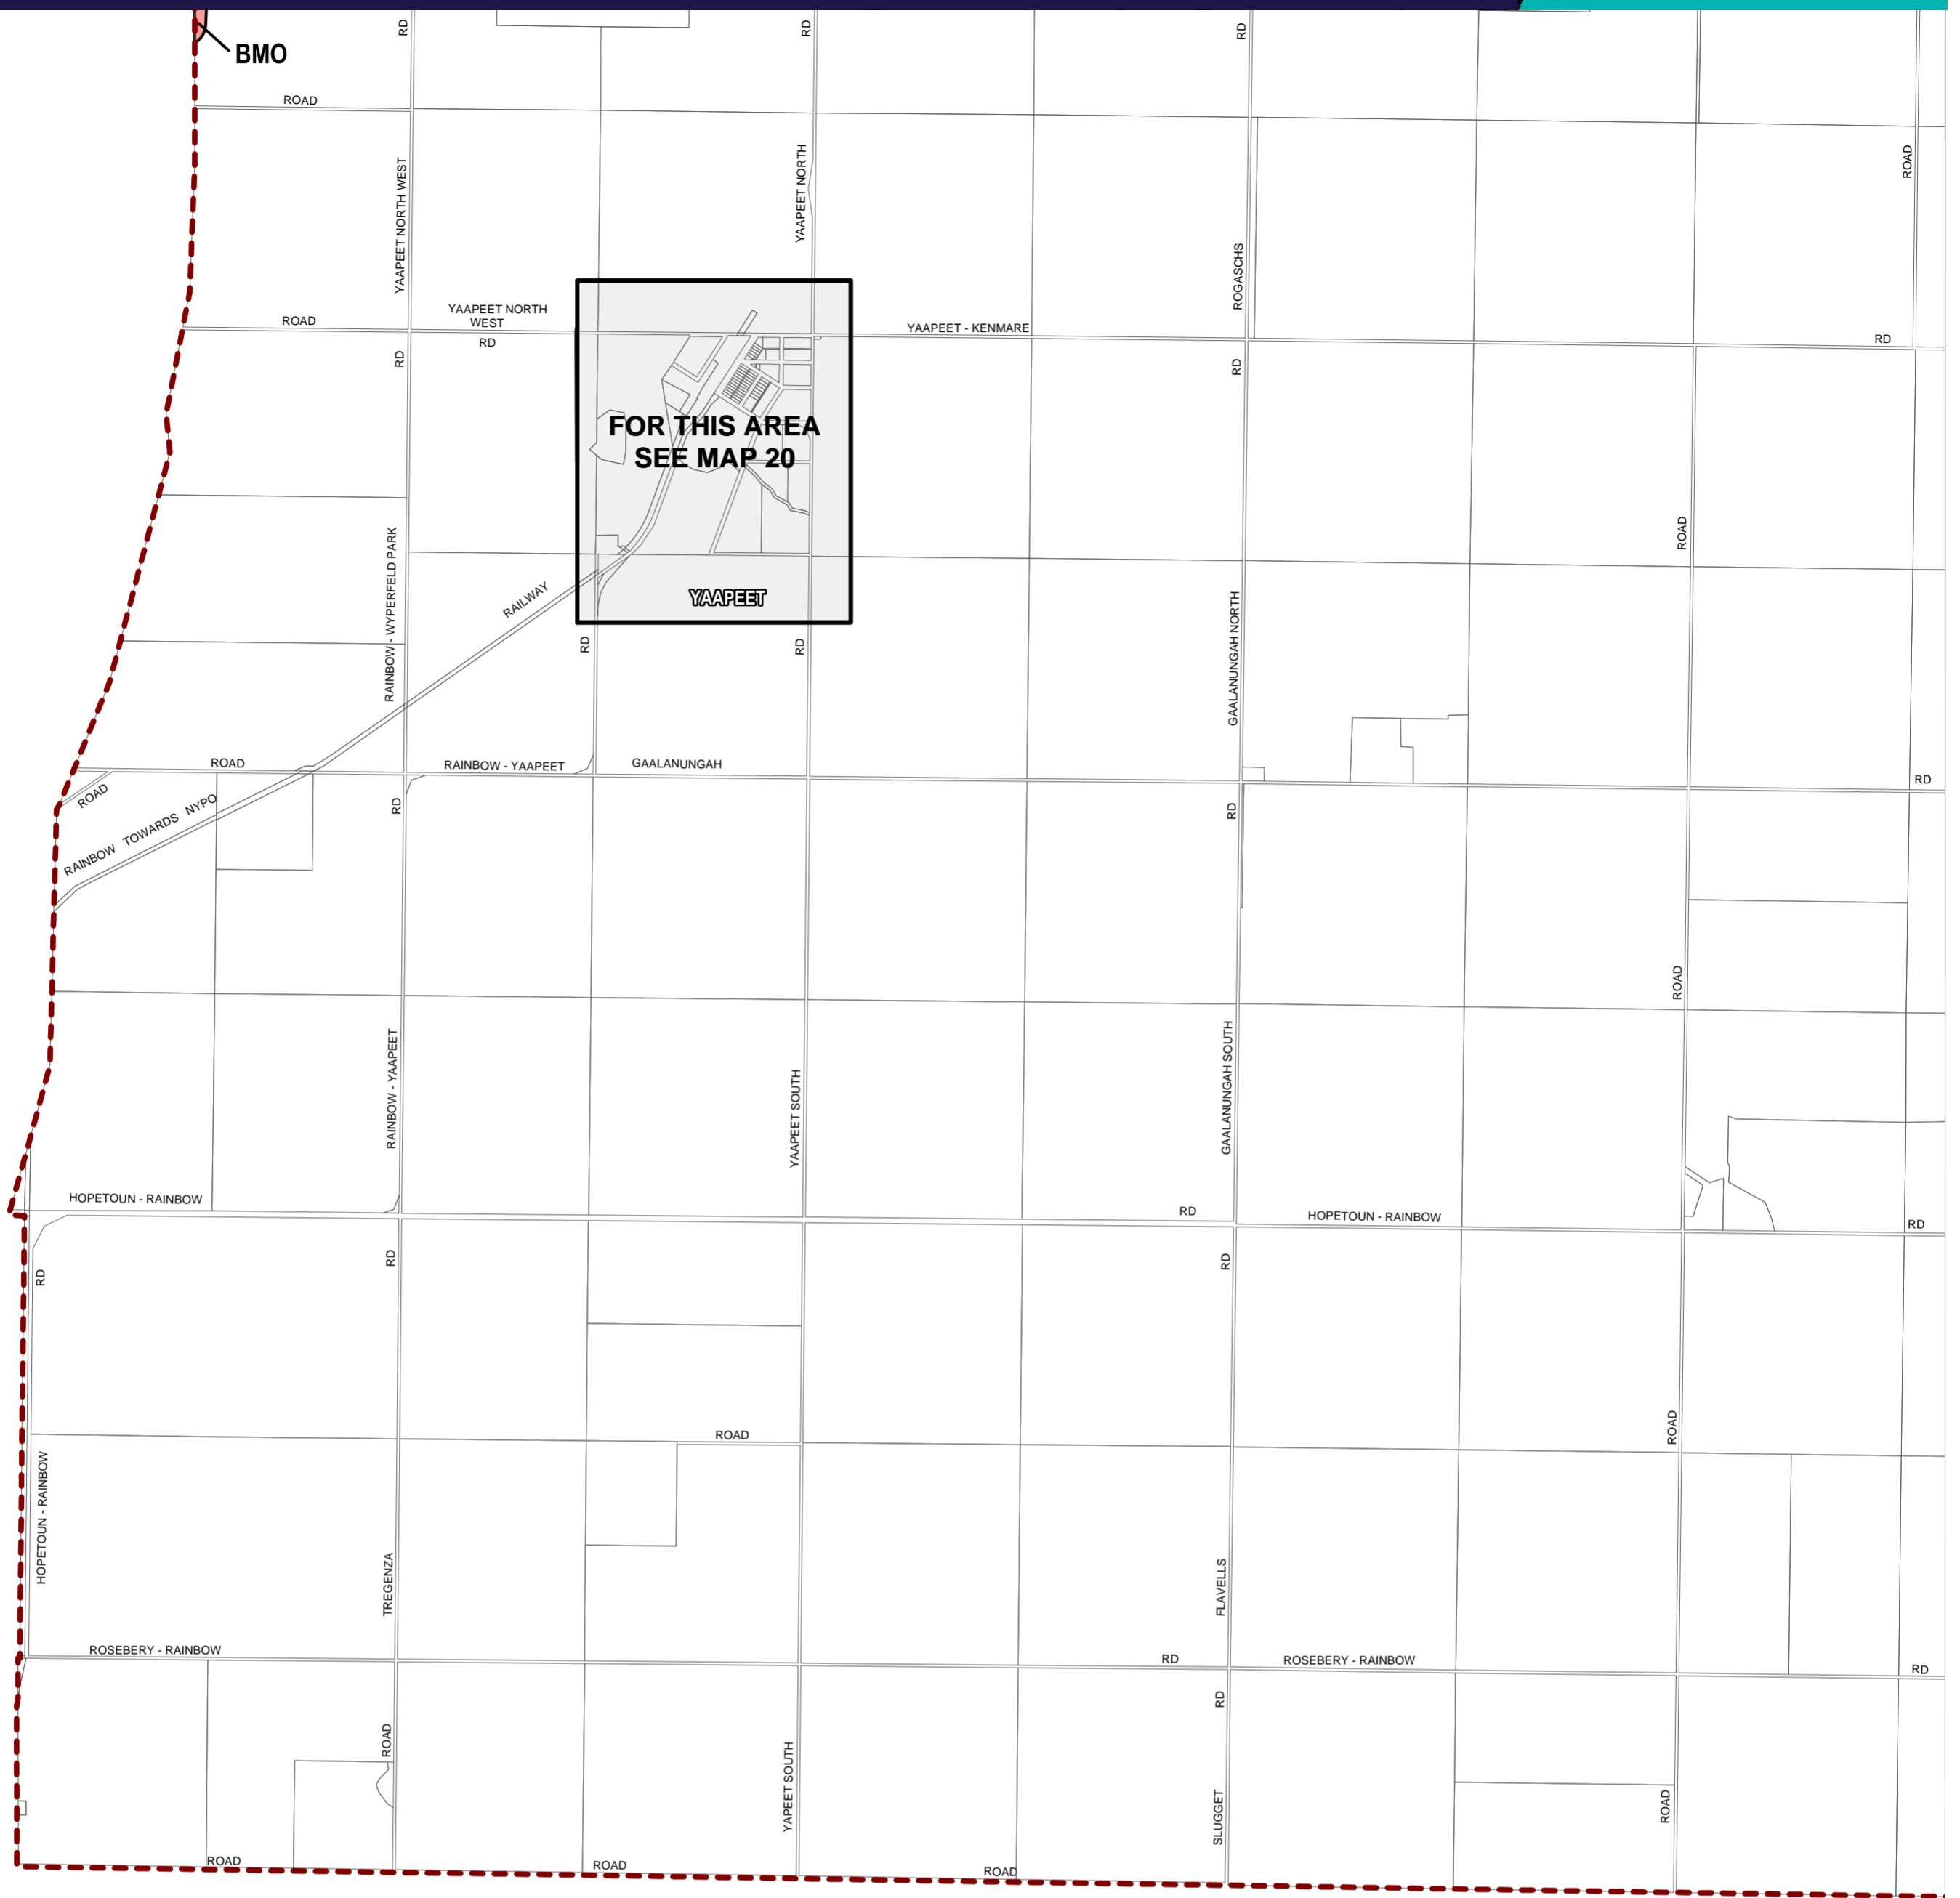 RD
RD
RD
BMO
ROAD
YAAPEET NORTH WEST
YAAPEET NORTH
ROAD
ROGASCHS
YAAPEET NORTH
WEST
RD
ROAD
YAAPEET - KENMARE
RD
RD
RD
FOR THIS AREA
SEE MAP 20
ROAD
RAINBOW - WYPERFELD PARK
RAILWAY
YAAPEET
GAALANUNGAH NORTH
RD
RD
ROAD
RAINBOW - YAAPEET
GAALANUNGAH
RD
ROAD
RAINBOW TOWARDS NYPO
RD
RD
ROAD
RAINBOW - YAAPEET
YAAPEET SOUTH
GAALANUNGAH SOUTH
HOPETOUN - RAINBOW
RD
HOPETOUN - RAINBOW
RD
RD
RD
RD
ROAD
ROAD
HOPETOUN - RAINBOW
TREGENZA
FLAVELLS
ROSEBERY - RAINBOW
RD
ROSEBERY - RAINBOW
RD
RD
ROAD
YAPEET SOUTH
SLUGGET
ROAD
ROAD
ROAD
ROAD